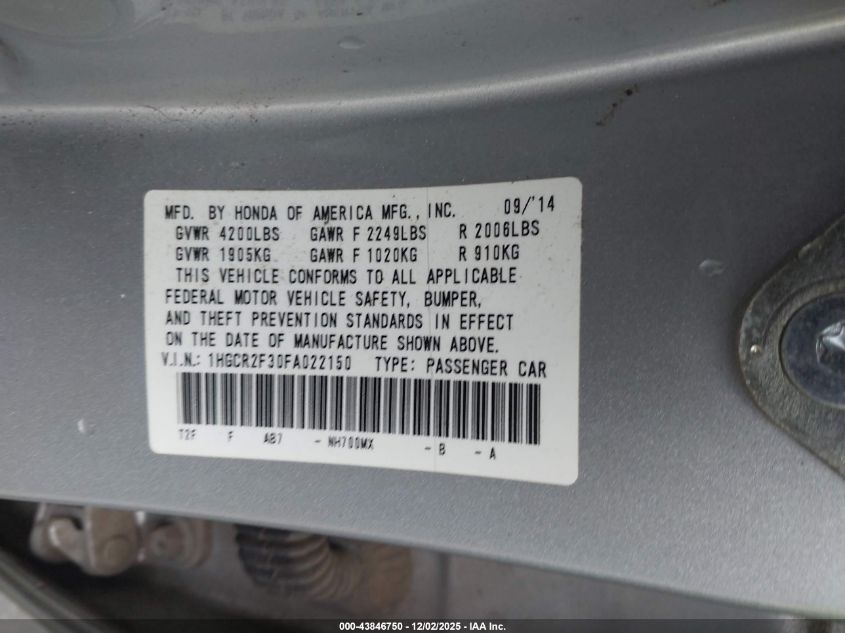 MFD. BY HONDA OF AMERICA MFG., INC. 09/'14
GVWR 4200LBS GAWR F 2249LBS R 2006LBS
GVWR 1905KG GAWR F 1020KG R 910KG
THIS VEHICLE CONFORMS TO ALL APPLICABLE
FEDERAL MOTOR VEHICLE SAFETY, BUMPER,
AND THEFT PREVENTION STANDARDS IN EFFECT
ON THE DATE OF MANUFACTURE SHOWN ABOVE.
V.I.N.: 1HGCR2F30FA022150 TYPE: PASSENGER CAR
T2F F AB7 - NH700MX - B - A
000-43846750 - 12/02/2025 - IAA Inc.